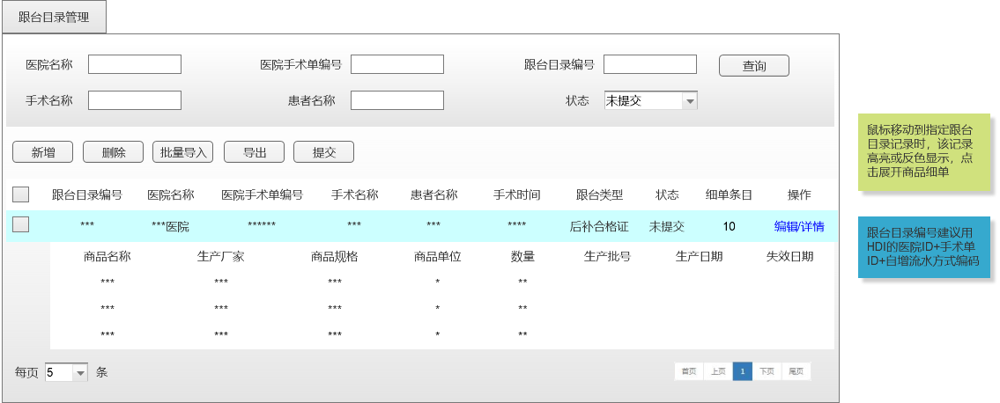 跟台目录管理
医院名称 医院手术单编号 跟台目录编号 查询
手术名称 患者名称 状态 未提交
新增 删除 批量导入 导出 提交
跟台目录编号 医院名称 医院手术单编号 手术名称 患者名称 手术时间 跟台类型 状态 细单条目 操作
*** ***医院 ****** *** *** **** 后补合格证 未提交 10 编辑/详情
商品名称 生产厂家 商品规格 商品单位 数量 生产批号 生产日期 失效日期
*** *** *** * **
*** *** *** * **
*** *** *** * **
每页 5 条 首页 上页 1 下页 尾页
鼠标移动到指定跟台
目录记录时，该记录
高亮或反色显示，点
击展开商品细单
跟台目录编号建议用
HDI的医院ID+手术单
ID+自增流水方式编码